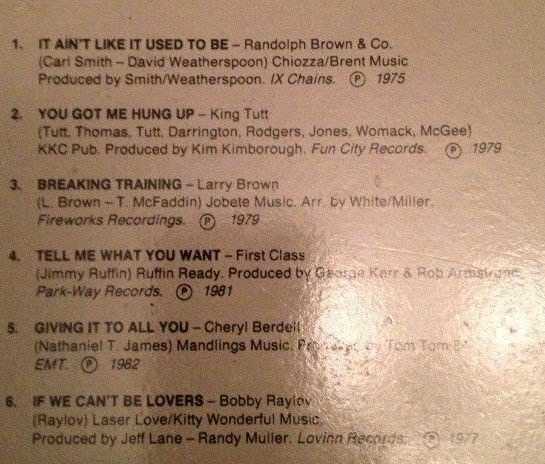 1. IT AIN'T LIKE IT USED TO BE – Randolph Brown & Co.
(Carl Smith – David Weatherspoon) Chiozza/Brent Music
Produced by Smith/Weatherspoon. IX Chains. ℗ 1975
2. YOU GOT ME HUNG UP – King Tutt
(Tutt, Thomas, Tutt, Darrington, Rodgers, Jones, Womack, McGee)
KKC Pub. Produced by Kim Kimborough. Fun City Records. ℗ 1979
3. BREAKING TRAINING – Larry Brown
(L. Brown – T. McFaddin) Jobete Music. Arr. by White/Miller.
Fireworks Recordings. ℗ 1979
4. TELL ME WHAT YOU WANT – First Class
(Jimmy Ruffin) Ruffin Ready. Produced by George Kerr & Rob Armstrong.
Park-Way Records. ℗ 1981
5. GIVING IT TO ALL YOU – Cheryl Berdell
(Nathaniel T. James) Mandlings Music. Produced by Tom Tom
EMT. ℗ 1982
6. IF WE CAN'T BE LOVERS – Bobby Raylov
(Raylov) Laser Love/Kitty Wonderful Music.
Produced by Jeff Lane – Randy Muller. Lovinn Records. ℗ 1977